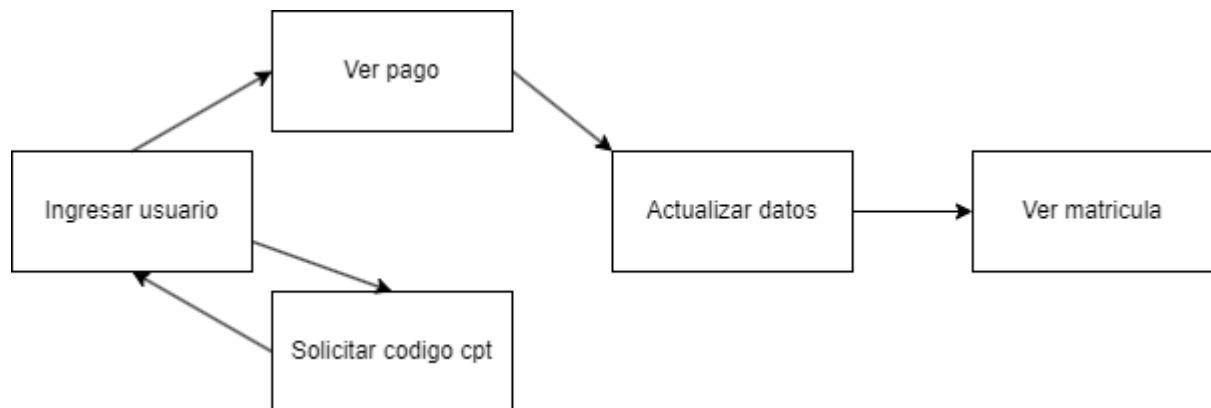 Ver pago
Ingresar usuario
Actualizar datos
Ver matricula
Solicitar codigo cpt